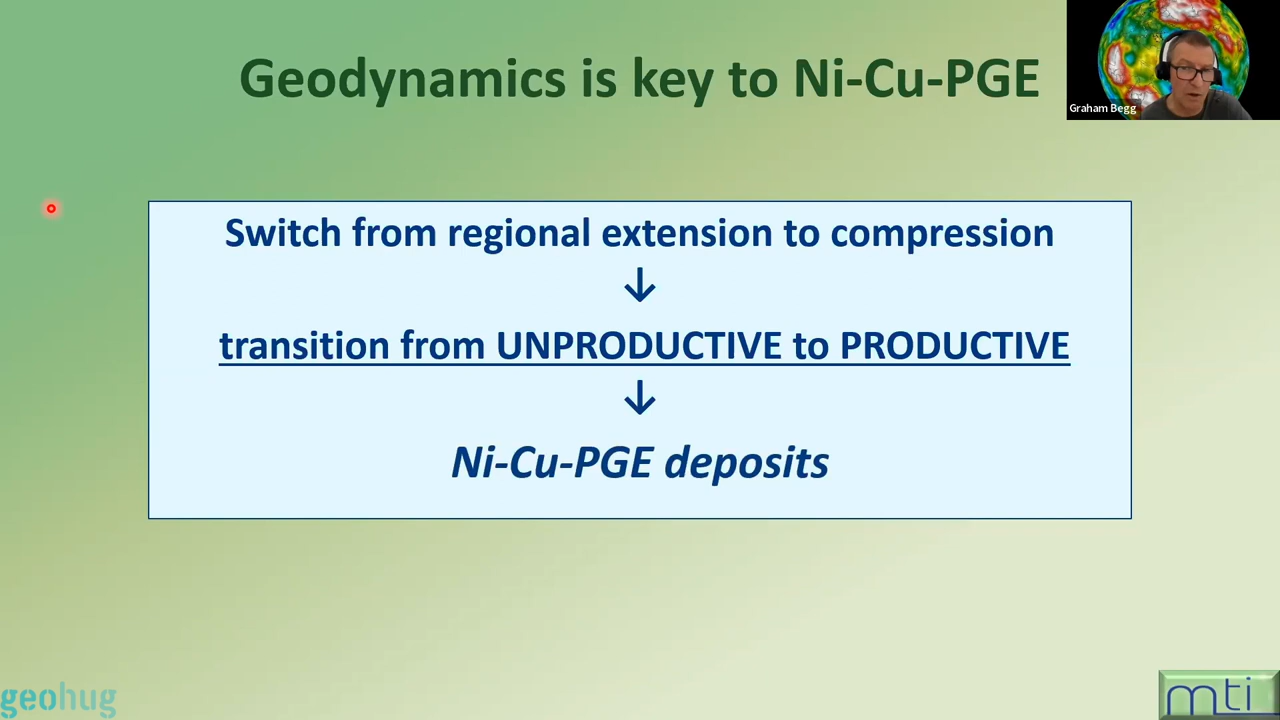 Geodynamics is key to Ni-Cu-PGE
Graham Begg
Switch from regional extension to compression
↓
transition from UNPRODUCTIVE to PRODUCTIVE
↓
Ni-Cu-PGE deposits
geohug
mti